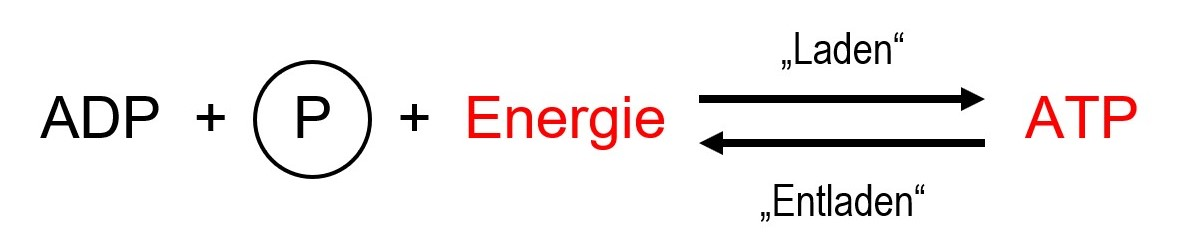 „Laden“
ADP + P + Energie ATP
„Entladen“